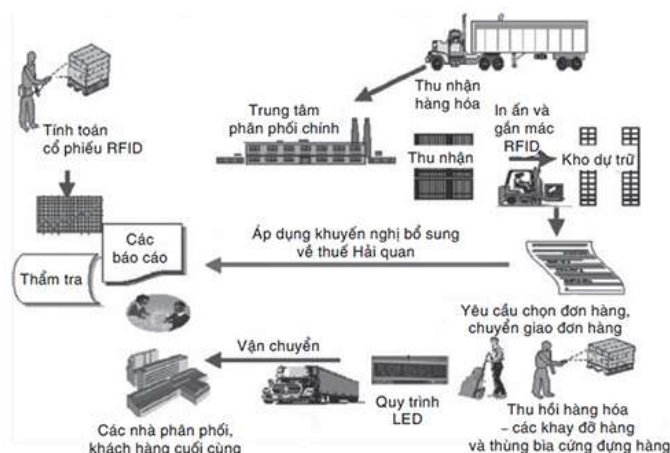 Thu nhận
hàng hóa
Tính toán
cổ phiếu RFID
Trung tâm
phân phối chính
Thu nhận
In ấn và
gắn mác
RFID
Kho dự trữ
Các
báo cáo
Thẩm tra
Áp dụng khuyến nghị bổ sung
về thuế Hải quan
Yêu cầu chọn đơn hàng,
chuyển giao đơn hàng
Vận chuyển
Quy trình
LED
Các nhà phân phối,
khách hàng cuối cùng
Thu hồi hàng hóa
– các khay đỡ hàng
và thùng bìa cứng đựng hàng